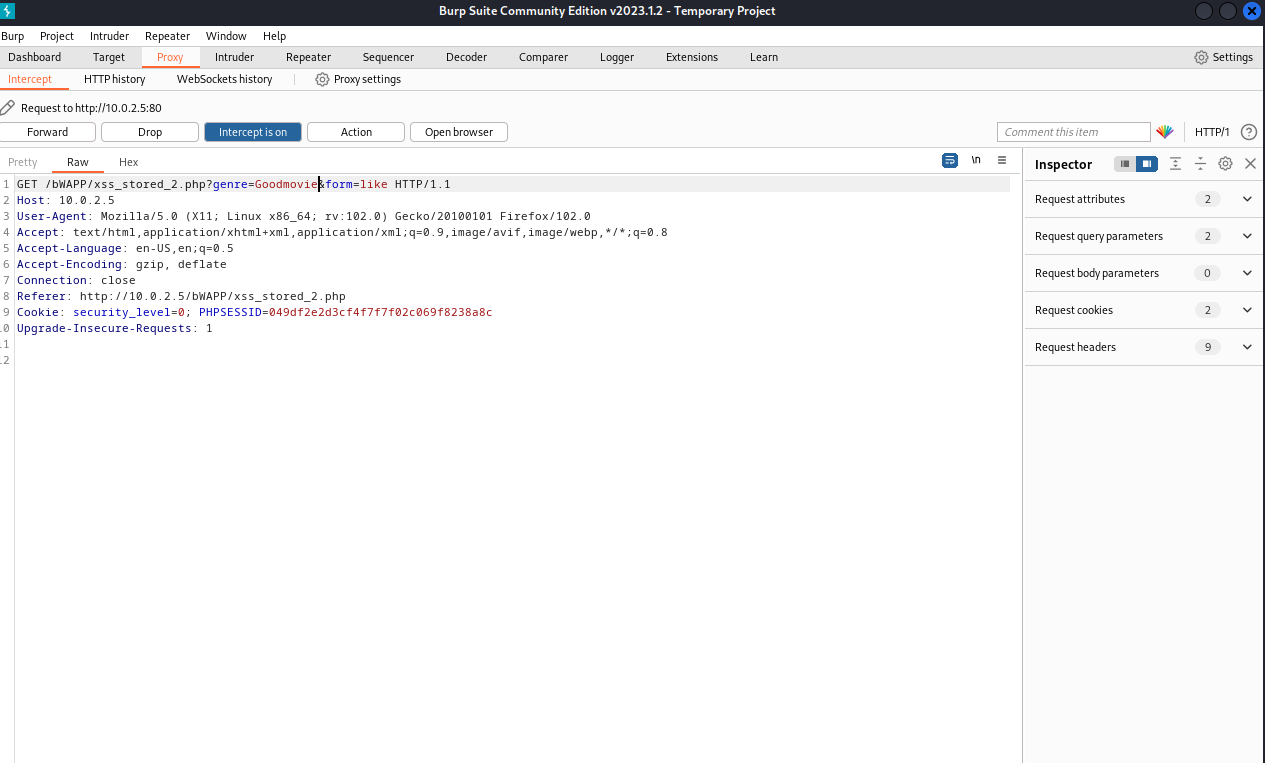 Burp Suite Community Edition v2023.1.2 - Temporary Project
Burp Project Intruder Repeater Window Help
Dashboard Target Proxy Intruder Repeater Sequencer Decoder Comparer Logger Extensions Learn Settings
Intercept HTTP history WebSockets history Proxy settings
Request to http://10.0.2.5:80
Forward Drop Intercept is on Action Open browser Comment this item HTTP/1 ?
Pretty Raw Hex \n
Inspector
1 GET /bWAPP/xss_stored_2.php?genre=Goodmovie&form=like HTTP/1.1
2 Host: 10.0.2.5
3 User-Agent: Mozilla/5.0 (X11; Linux x86_64; rv:102.0) Gecko/20100101 Firefox/102.0
4 Accept: text/html,application/xhtml+xml,application/xml;q=0.9,image/avif,image/webp,*/*;q=0.8
5 Accept-Language: en-US,en;q=0.5
6 Accept-Encoding: gzip, deflate
7 Connection: close
8 Referer: http://10.0.2.5/bWAPP/xss_stored_2.php
9 Cookie: security_level=0; PHPSESSID=049df2e2d3cf4f7f7f02c069f8238a8c
.0 Upgrade-Insecure-Requests: 1
.1
.2
Request attributes 2
Request query parameters 2
Request body parameters 0
Request cookies 2
Request headers 9